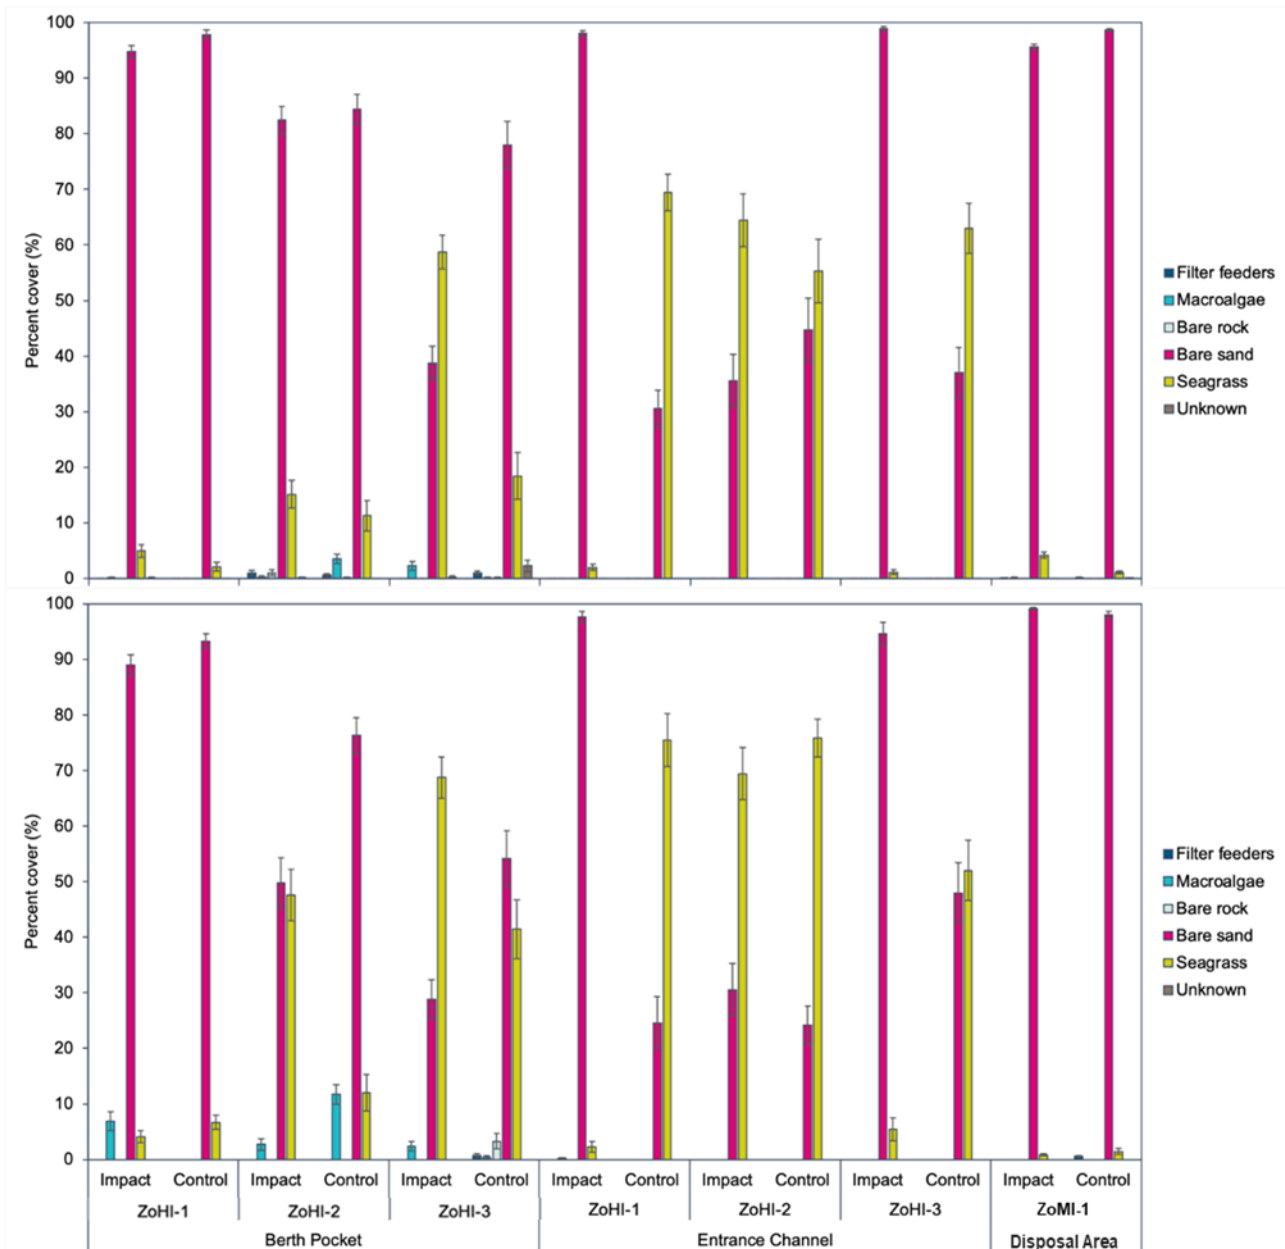 100
90
80
70
60
50
40
30
20
10
0
Percent cover (%)
Filter feeders
Macroalgae
Bare rock
Bare sand
Seagrass
Unknown
100
90
80
70
60
50
40
30
20
10
0
Percent cover (%)
Filter feeders
Macroalgae
Bare rock
Bare sand
Seagrass
Unknown
Impact Control Impact Control Impact Control Impact Control Impact Control Impact Control Impact Control
ZoHI-1 ZoHI-2 ZoHI-3 ZoHI-1 ZoHI-2 ZoHI-3 ZoMI-1
Berth Pocket Entrance Channel Disposal Area